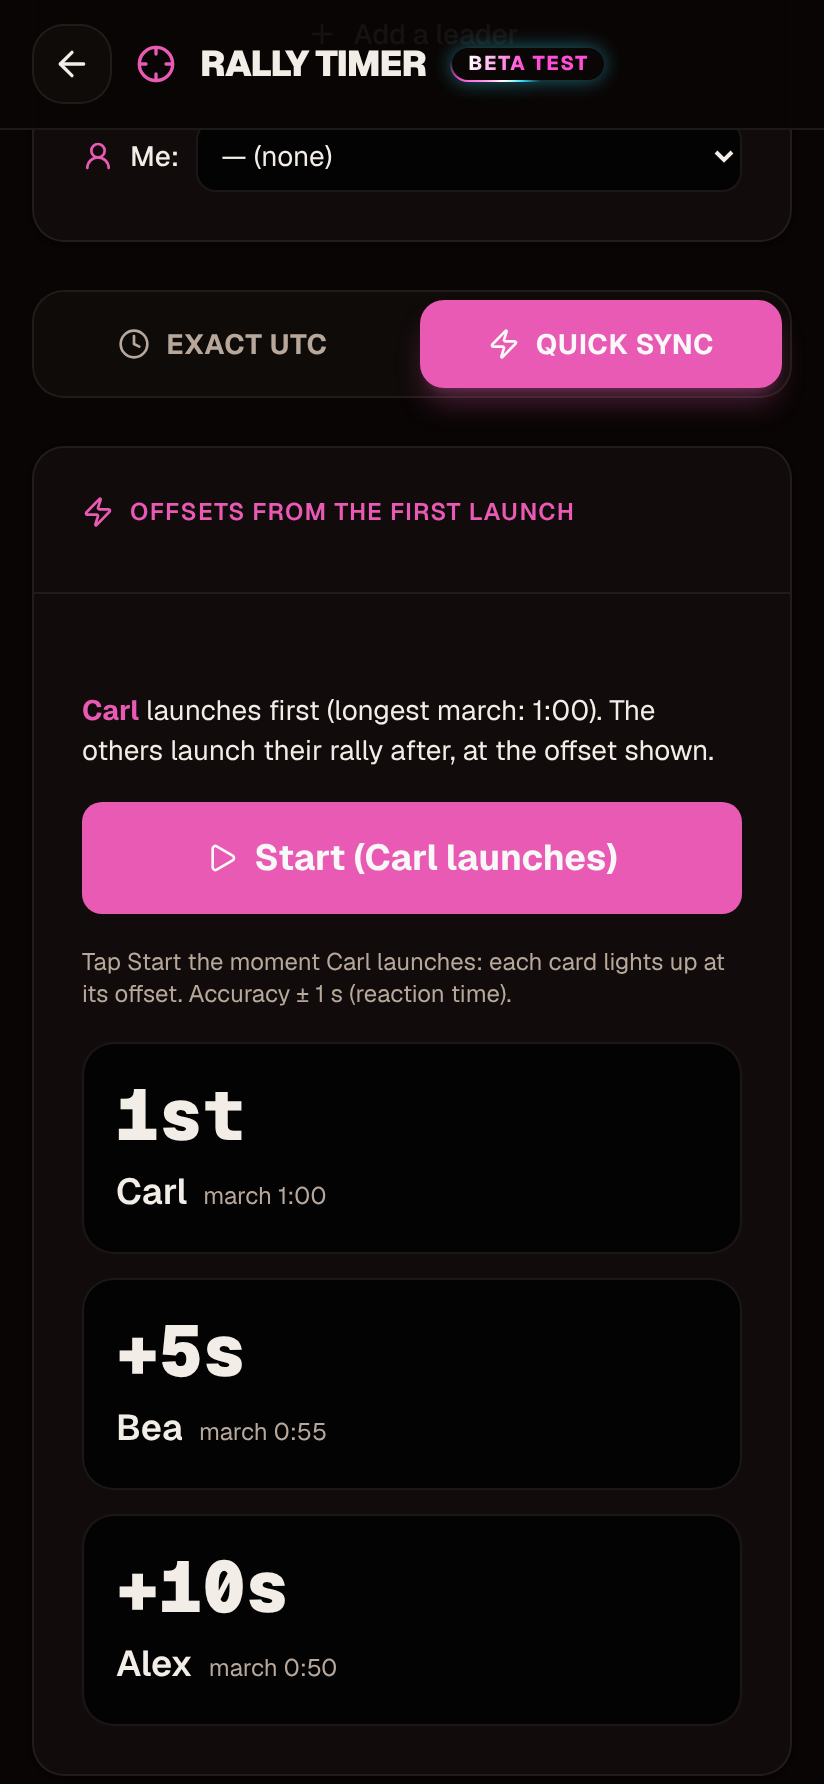 Add a leader
RALLY TIMER
BETA TEST
Me:
— (none)
EXACT UTC
QUICK SYNC
OFFSETS FROM THE FIRST LAUNCH
Carl launches first (longest march: 1:00). The
others launch their rally after, at the offset shown.
Start (Carl launches)
Tap Start the moment Carl launches: each card lights up at
its offset. Accuracy ± 1 s (reaction time).
1st
Carl march 1:00
+5s
Bea march 0:55
+10s
Alex march 0:50